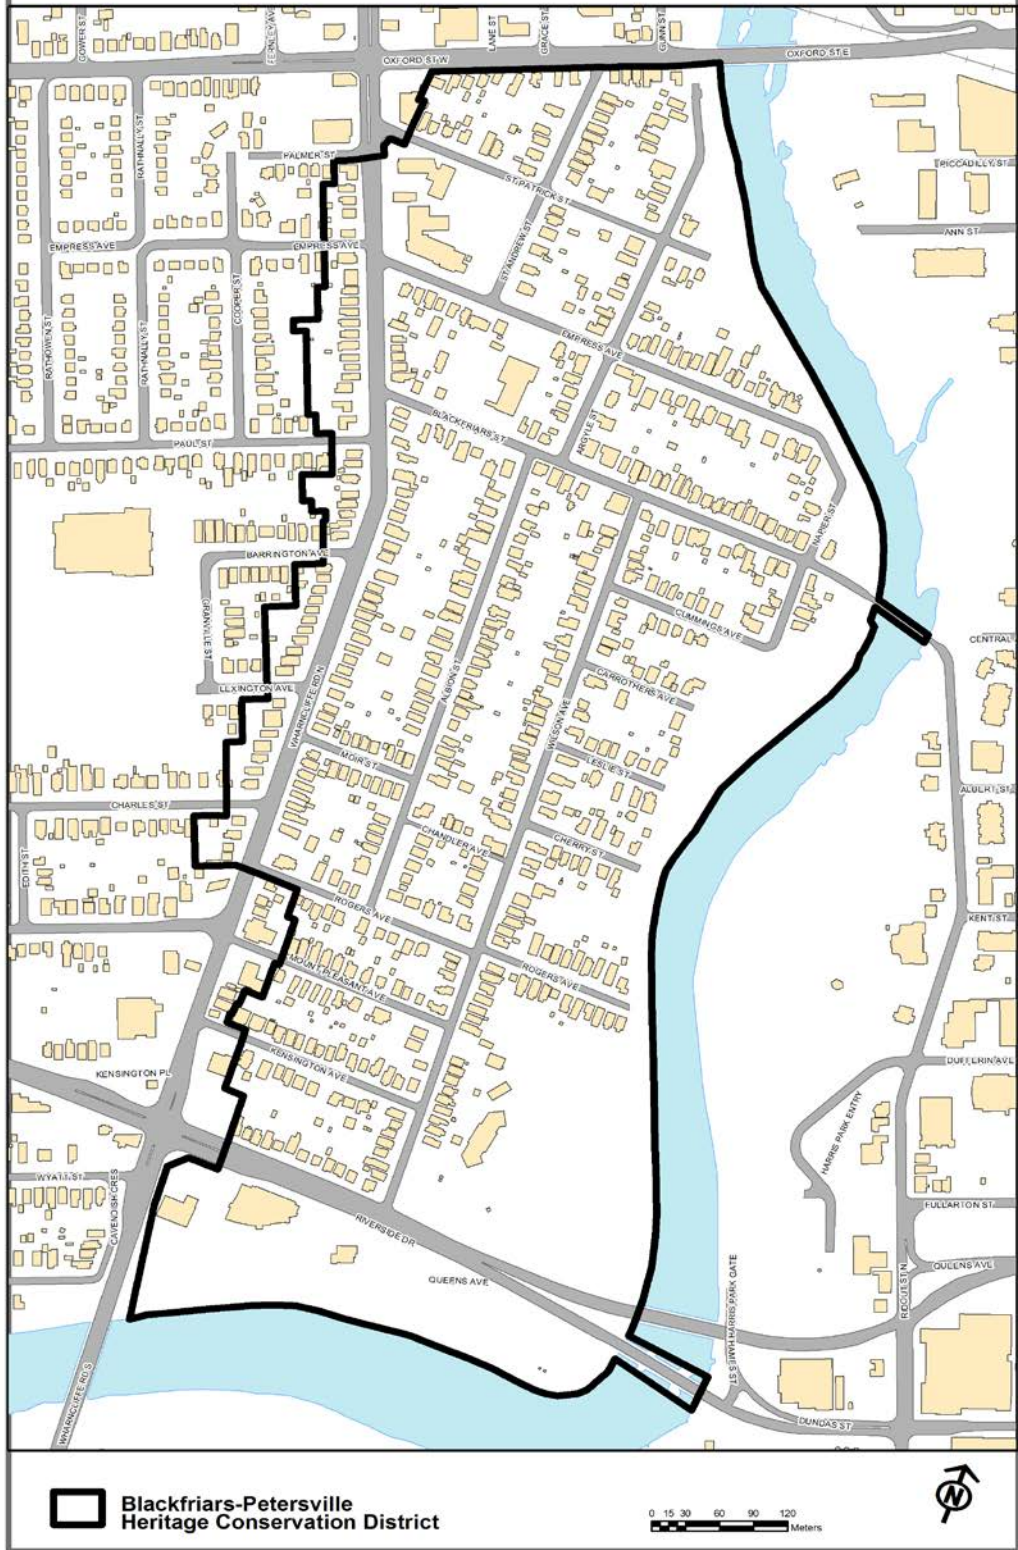 GOWER ST
FERNLEY AVE
LANE ST
GRACE ST
GUNN ST
OXFORD ST W
OXFORD ST E
RATHNALLY ST
PALMER ST
PICCADILLY ST
ST PATRICK ST
ANN ST
EMPRESS AVE
EMPRESS AVE
ST ANDREW ST
COOPER ST
RATHOWEN ST
RATHNALLY ST
EMPRESS AVE
BLACKFRIARS ST
ARGYLE ST
PAUL ST
NAPIER ST
BARRINGTON AVE
GRANVILLE ST
CUMMINGS AVE
CENTRAL
LEXINGTON AVE
WHARNCLIFFE RD N
ALBION ST
CARROTHERS AVE
WILSON AVE
MOIR ST
LESLIE ST
CHARLES ST
ALBERT ST
CHANDLER AVE
CHERRY ST
EDITH ST
ROGERS AVE
KENT ST
MOUNT PLEASANT AVE
ROGERS AVE
KENSINGTON AVE
KENSINGTON PL
DUFFERIN AVE
HARRIS PARK ENTRY
WYATT ST
CAVENDISH CRES
FULLARTON ST
RIVERSIDE DR
QUEENS AVE
QUEENS AVE
RIDOUT ST N
HARRIS PARK GATE
THAMES ST
WHARNCLIFFE RD S
DUNDAS ST
Blackfriars-Petersville
Heritage Conservation District
0 15 30 60 90 120
Meters
N